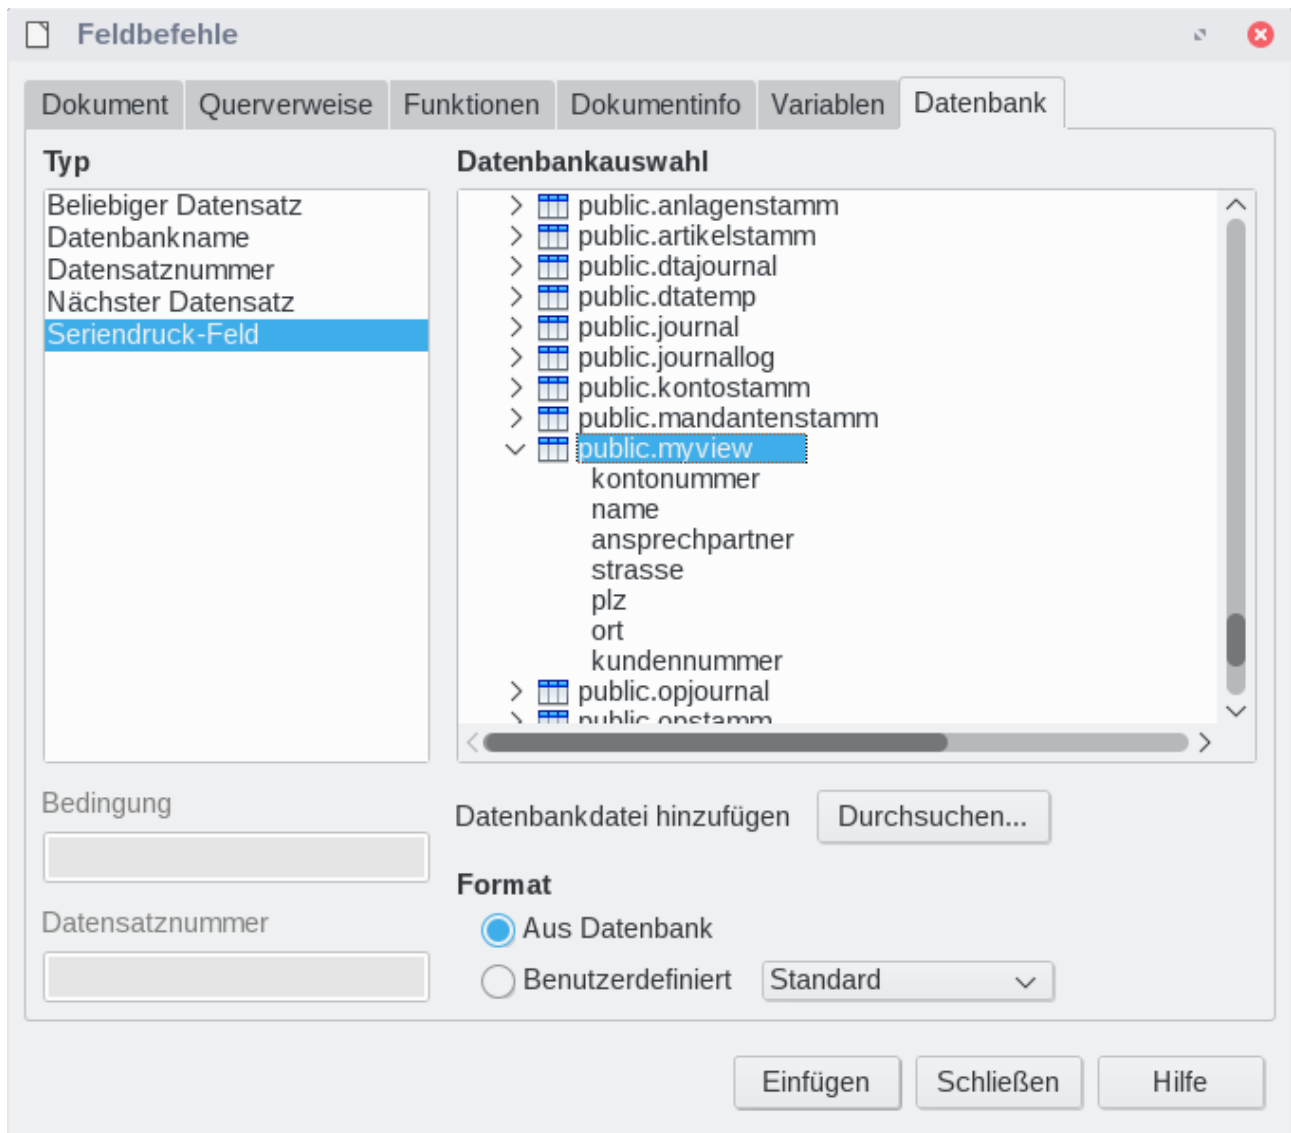 Feldbefehle
Dokument Querverweise Funktionen Dokumentinfo Variablen Datenbank
Typ
Beliebiger Datensatz
Datenbankname
Datensatznummer
Nächster Datensatz
Seriendruck-Feld
Datenbankauswahl
public.anlagenstamm
public.artikelstamm
public.dtajournal
public.dtatemp
public.journal
public.journallog
public.kontostamm
public.mandantenstamm
public.myview
kontonummer
name
ansprechpartner
strasse
plz
ort
kundennummer
public.opjournal
public.opstamm
Bedingung
Datensatznummer
Datenbankdatei hinzufügen Durchsuchen...
Format
Aus Datenbank
Benutzerdefiniert Standard
Einfügen Schließen Hilfe